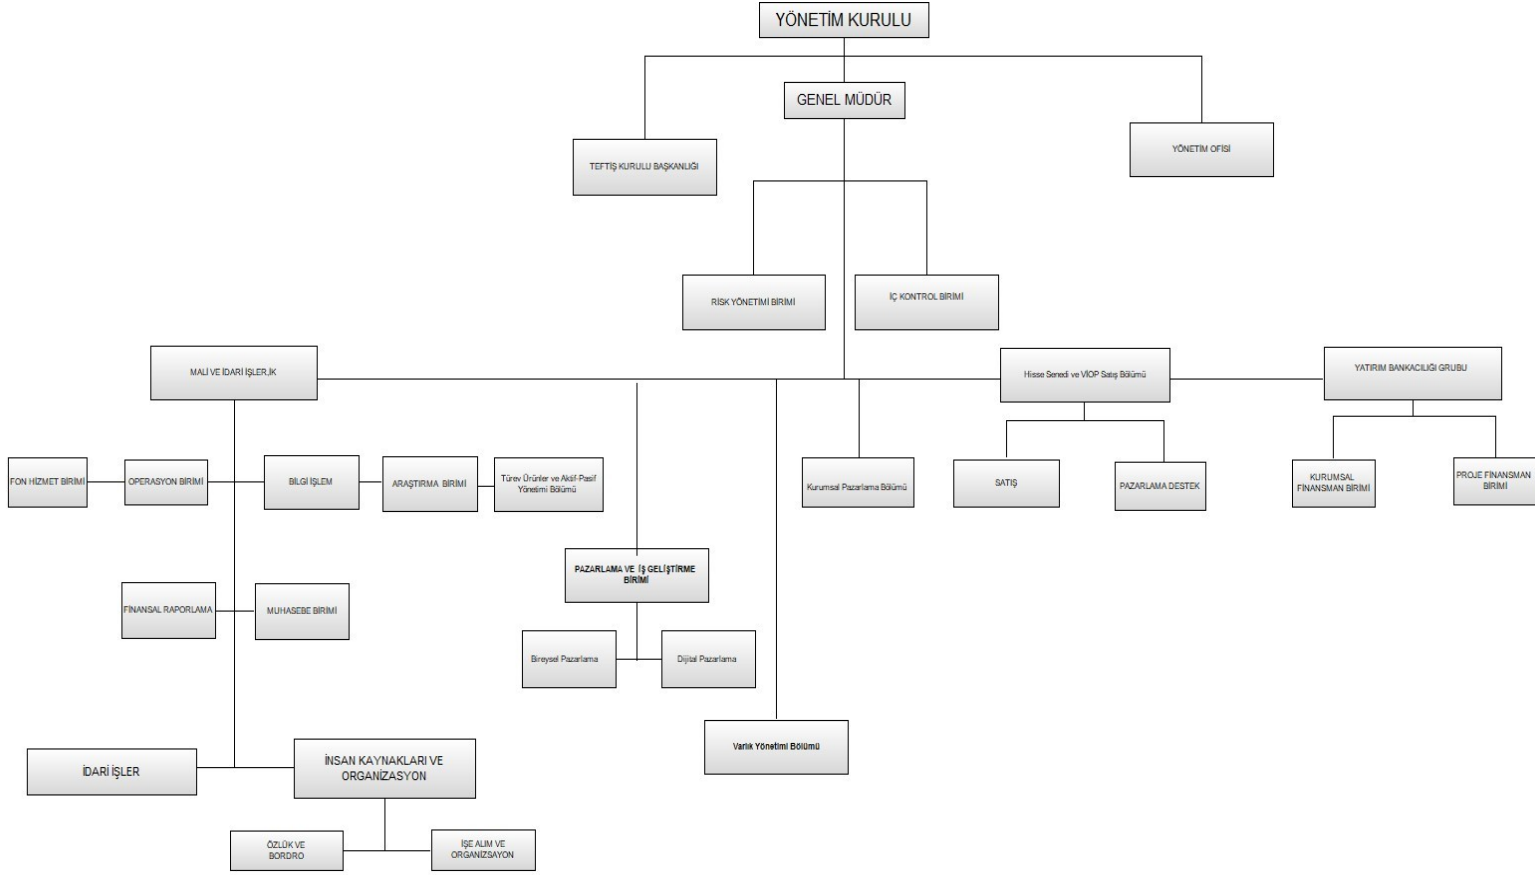 YÖNETİM KURULU
GENEL MÜDÜR
TEFTİŞ KURULU BAŞKANLIĞI
YÖNETİM OFİSİ
RİSK YÖNETİMİ BİRİMİ
İÇ KONTROL BİRİMİ
MALİ VE İDARİ İŞLER,İK
Hisse Senedi ve VİOP Satış Bölümü
YATIRIM BANKACILIĞI GRUBU
FON HİZMET BİRİMİ
OPERASYON BİRİMİ
BİLGİ İŞLEM
ARAŞTIRMA BİRİMİ
Türev Ürünler ve Aktif-Pasif
Yönetimi Bölümü
Kurumsal Pazarlama Bölümü
SATIŞ
PAZARLAMA DESTEK
KURUMSAL
FİNANSMAN BİRİMİ
PROJE FİNANSMAN
BİRİMİ
PAZARLAMA VE İŞ GELİŞTİRME
BİRİMİ
FİNANSAL RAPORLAMA
MUHASEBE BİRİMİ
Bireysel Pazarlama
Dijital Pazarlama
Varlık Yönetimi Bölümü
İDARİ İŞLER
İNSAN KAYNAKLARI VE
ORGANİZASYON
ÖZLÜK VE
BORDRO
İŞE ALIM VE
ORGANİZSAYON